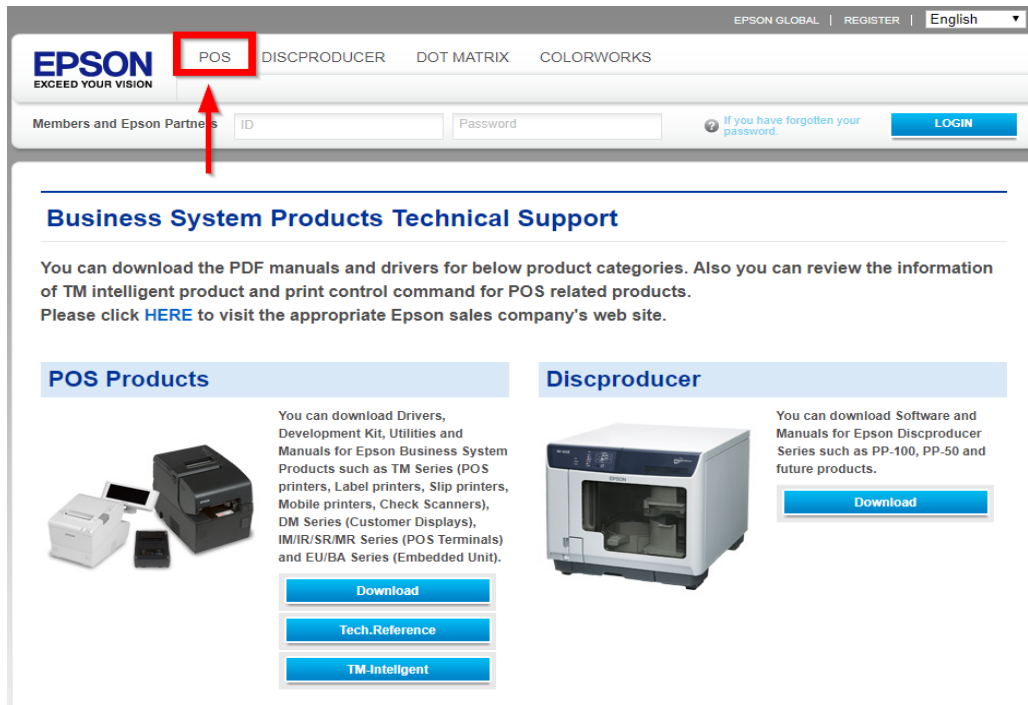 EPSON GLOBAL | REGISTER | English
EPSON
EXCEED YOUR VISION
POS DISCPRODUCER DOT MATRIX COLORWORKS
Members and Epson Partners ID Password If you have forgotten your password. LOGIN
Business System Products Technical Support
You can download the PDF manuals and drivers for below product categories. Also you can review the information
of TM intelligent product and print control command for POS related products.
Please click HERE to visit the appropriate Epson sales company's web site.
POS Products
You can download Drivers,
Development Kit, Utilities and
Manuals for Epson Business System
Products such as TM Series (POS
printers, Label printers, Slip printers,
Mobile printers, Check Scanners),
DM Series (Customer Displays),
IM/IR/SR/MR Series (POS Terminals)
and EU/BA Series (Embedded Unit).
Download
Tech.Reference
TM-Inteligent
Discproducer
EPSON
You can download Software and
Manuals for Epson Discproducer
Series such as PP-100, PP-50 and
future products.
Download